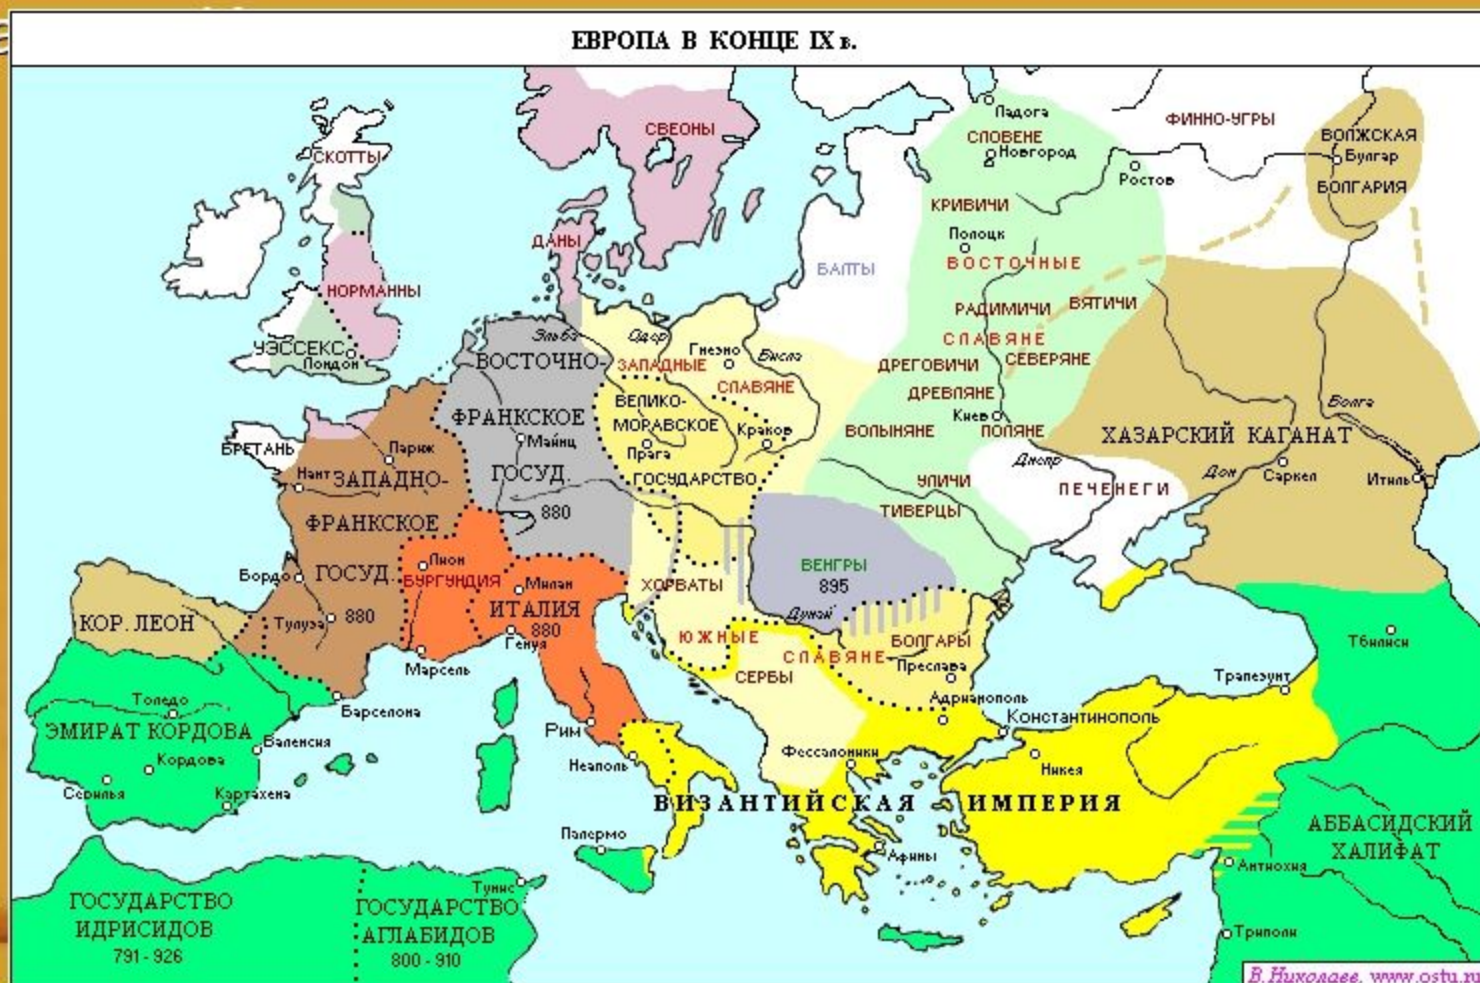 ЕВРОПА В КОНЦЕ IX в.
СВЕОНЫ
Ладога
СЛОВЕНЕ
Новгород
ФИННО-УГРЫ
ВОЛЖСКАЯ
Булгар
БОЛГАРИЯ
Ростов
СКОТТЫ
КРИВИЧИ
Полоцк
ВОСТОЧНЫЕ
ДАНЫ
БАЛТЫ
НОРМАННЫ
РАДИМИЧИ
ВЯТИЧИ
СЛАВЯНЕ
СЕВЕРЯНЕ
УЭССЕКС
Лондон
Эльба
Одер
Гнезно
Висла
ВОСТОЧНО-
ЗАПАДНЫЕ
СЛАВЯНЕ
ДРЕГОВИЧИ
ДРЕВЛЯНЕ
Киев
ПОЛЯНЕ
ВОЛЫНЯНЕ
Волга
ХАЗАРСКИЙ КАГАНАТ
ФРАНКСКОЕ
Майнц
ГОСУД.
880
ВЕЛИКО-
МОРАВСКОЕ
Краков
Прага
ГОСУДАРСТВО
БРЕТАНЬ
Париж
Нант
ЗАПАДНО-
ФРАНКСКОЕ
ГОСУД.
880
Днепр
ПЕЧЕНЕГИ
Дон
Саркел
Итиль
УЛИЧИ
ТИВЕРЦЫ
Лион
БУРГУНДИЯ
Милан
ИТАЛИЯ
880
Генуя
Бордо
Тулуза
Марсель
КОР. ЛЕОН
ХОРВАТЫ
ВЕНГРЫ
895
Дунай
ЮЖНЫЕ
СЛАВЯНЕ
БОЛГАРЫ
Преслава
СЕРБЫ
Адрианополь
Тбилиси
Трапезунт
Константинополь
Толедо
ЭМИРАТ КОРДОВА
Барселона
Валенсия
Кордова
Севилья
Картахена
Рим
Неаполь
Фессалоники
Никея
ВИЗАНТИЙСКАЯ ИМПЕРИЯ
Палермо
Афины
АББАСИДСКИЙ
ХАЛИФАТ
Антиохия
Триполи
Тунис
ГОСУДАРСТВО
ИДРИСИДОВ
791 - 926
ГОСУДАРСТВО
АГЛАБИДОВ
800 - 910
В.Николаев, www.ostu.ru